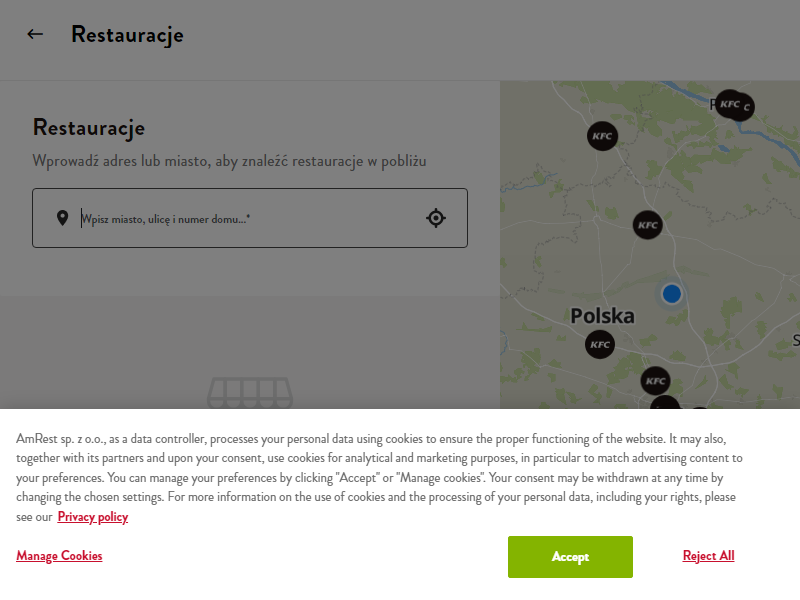 Restauracje
Restauracje
Wprowadź adres lub miasto, aby znaleźć restauracje w pobliżu
Wpisz miasto, ulicę i numer domu...*
KFC
KFC
KFC
Polska
KFC
KFC
AmRest sp. z o.o., as a data controller, processes your personal data using cookies to ensure the proper functioning of the website. It may also,
together with its partners and upon your consent, use cookies for analytical and marketing purposes, in particular to match advertising content to
your preferences. You can manage your preferences by clicking "Accept" or "Manage cookies". Your consent may be withdrawn at any time by
changing the chosen settings. For more information on the use of cookies and the processing of your personal data, including your rights, please
see our Privacy policy
Manage Cookies
Accept
Reject All